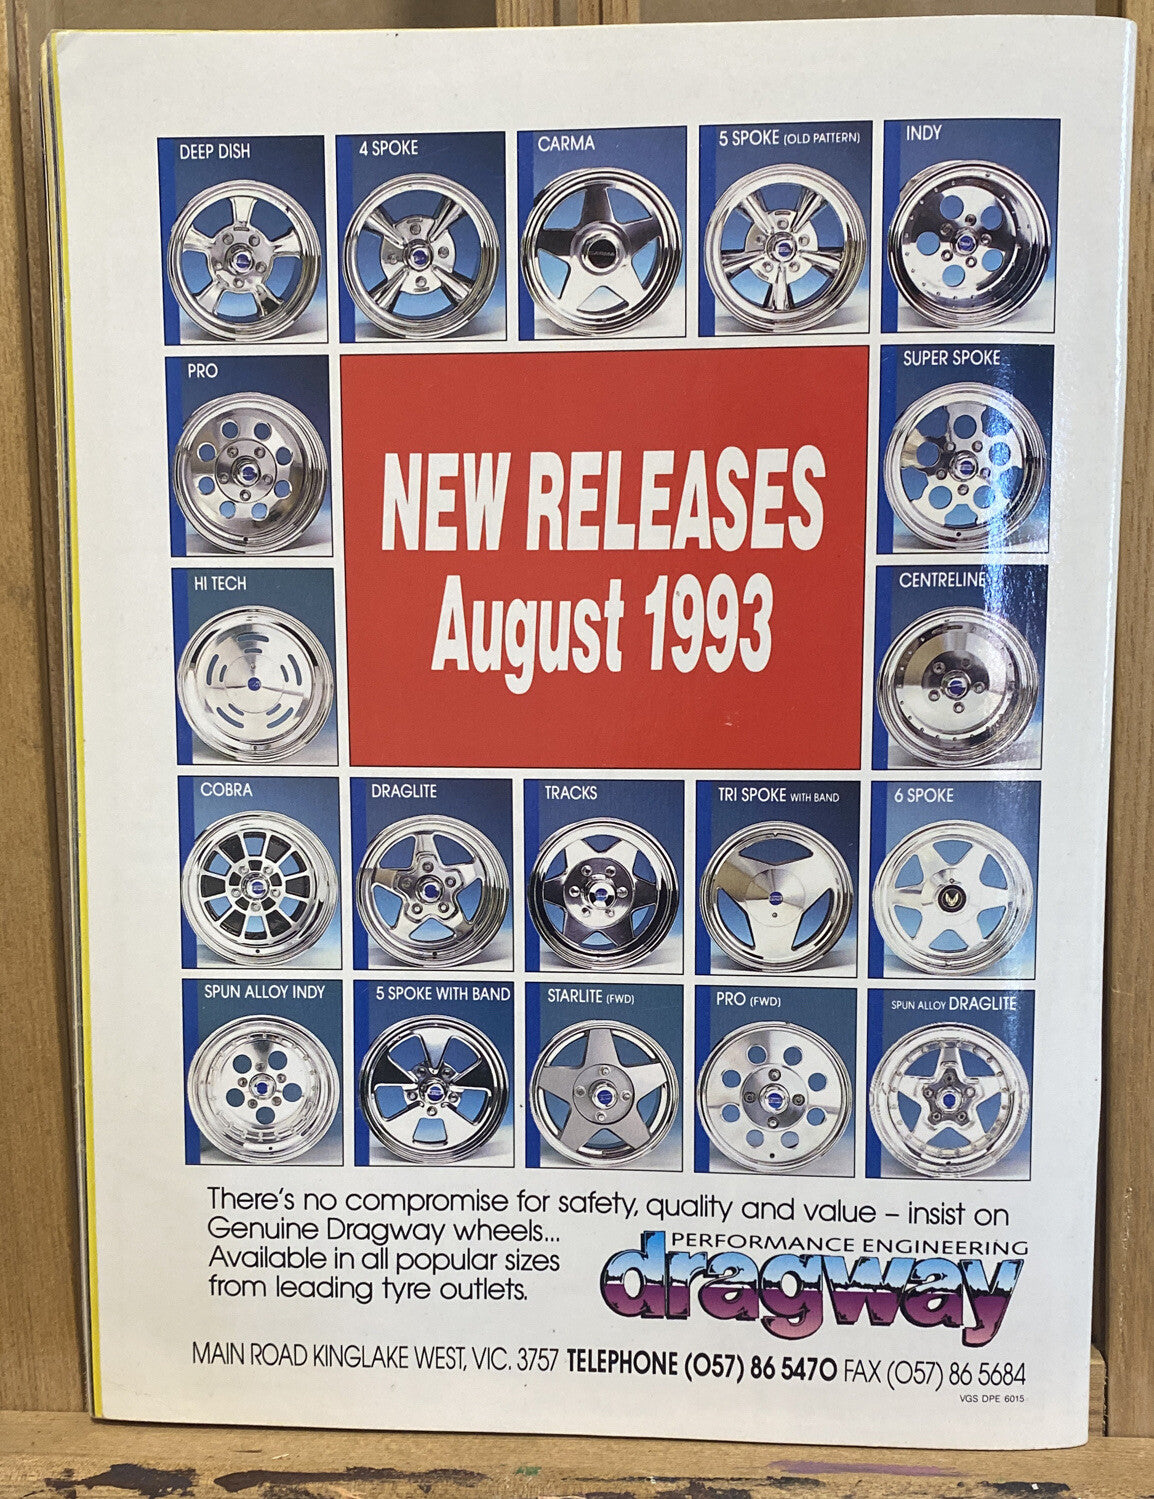 DEEP DISH
4 SPOKE
CARMA
5 SPOKE (OLD PATTERN)
INDY
PRO
SUPER SPOKE
NEW RELEASES
August 1993
HI TECH
CENTRELINE
COBRA
DRAGLITE
TRACKS
TRI SPOKE WITH BAND
6 SPOKE
SPUN ALLOY INDY
5 SPOKE WITH BAND
STARLITE (FWD)
PRO (FWD)
SPUN ALLOY DRAGLITE
There's no compromise for safety, quality and value – insist on
Genuine Dragway wheels...
Available in all popular sizes
from leading tyre outlets.
PERFORMANCE ENGINEERING
dragway
MAIN ROAD KINGLAKE WEST, VIC. 3757 TELEPHONE (057) 86 5470 FAX (057) 86 5684
VGS DPE 6015